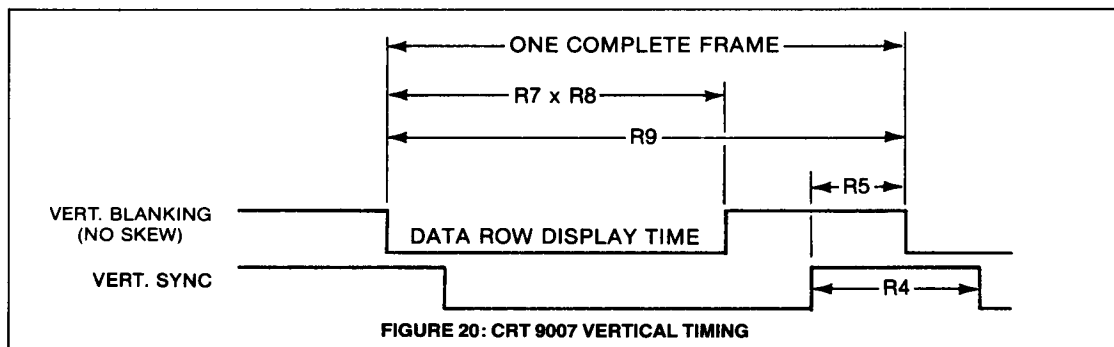 ONE COMPLETE FRAME
R7 x R8
R9
R5
VERT. BLANKING
(NO SKEW)
DATA ROW DISPLAY TIME
VERT. SYNC
R4
FIGURE 20: CRT 9007 VERTICAL TIMING